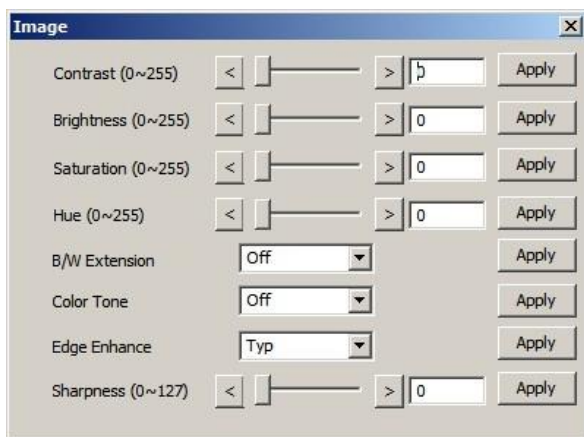 Image
Contrast (0~255) < > 0 Apply
Brightness (0~255) < > 0 Apply
Saturation (0~255) < > 0 Apply
Hue (0~255) < > 0 Apply
B/W Extension Off Apply
Color Tone Off Apply
Edge Enhance Typ Apply
Sharpness (0~127) < > 0 Apply